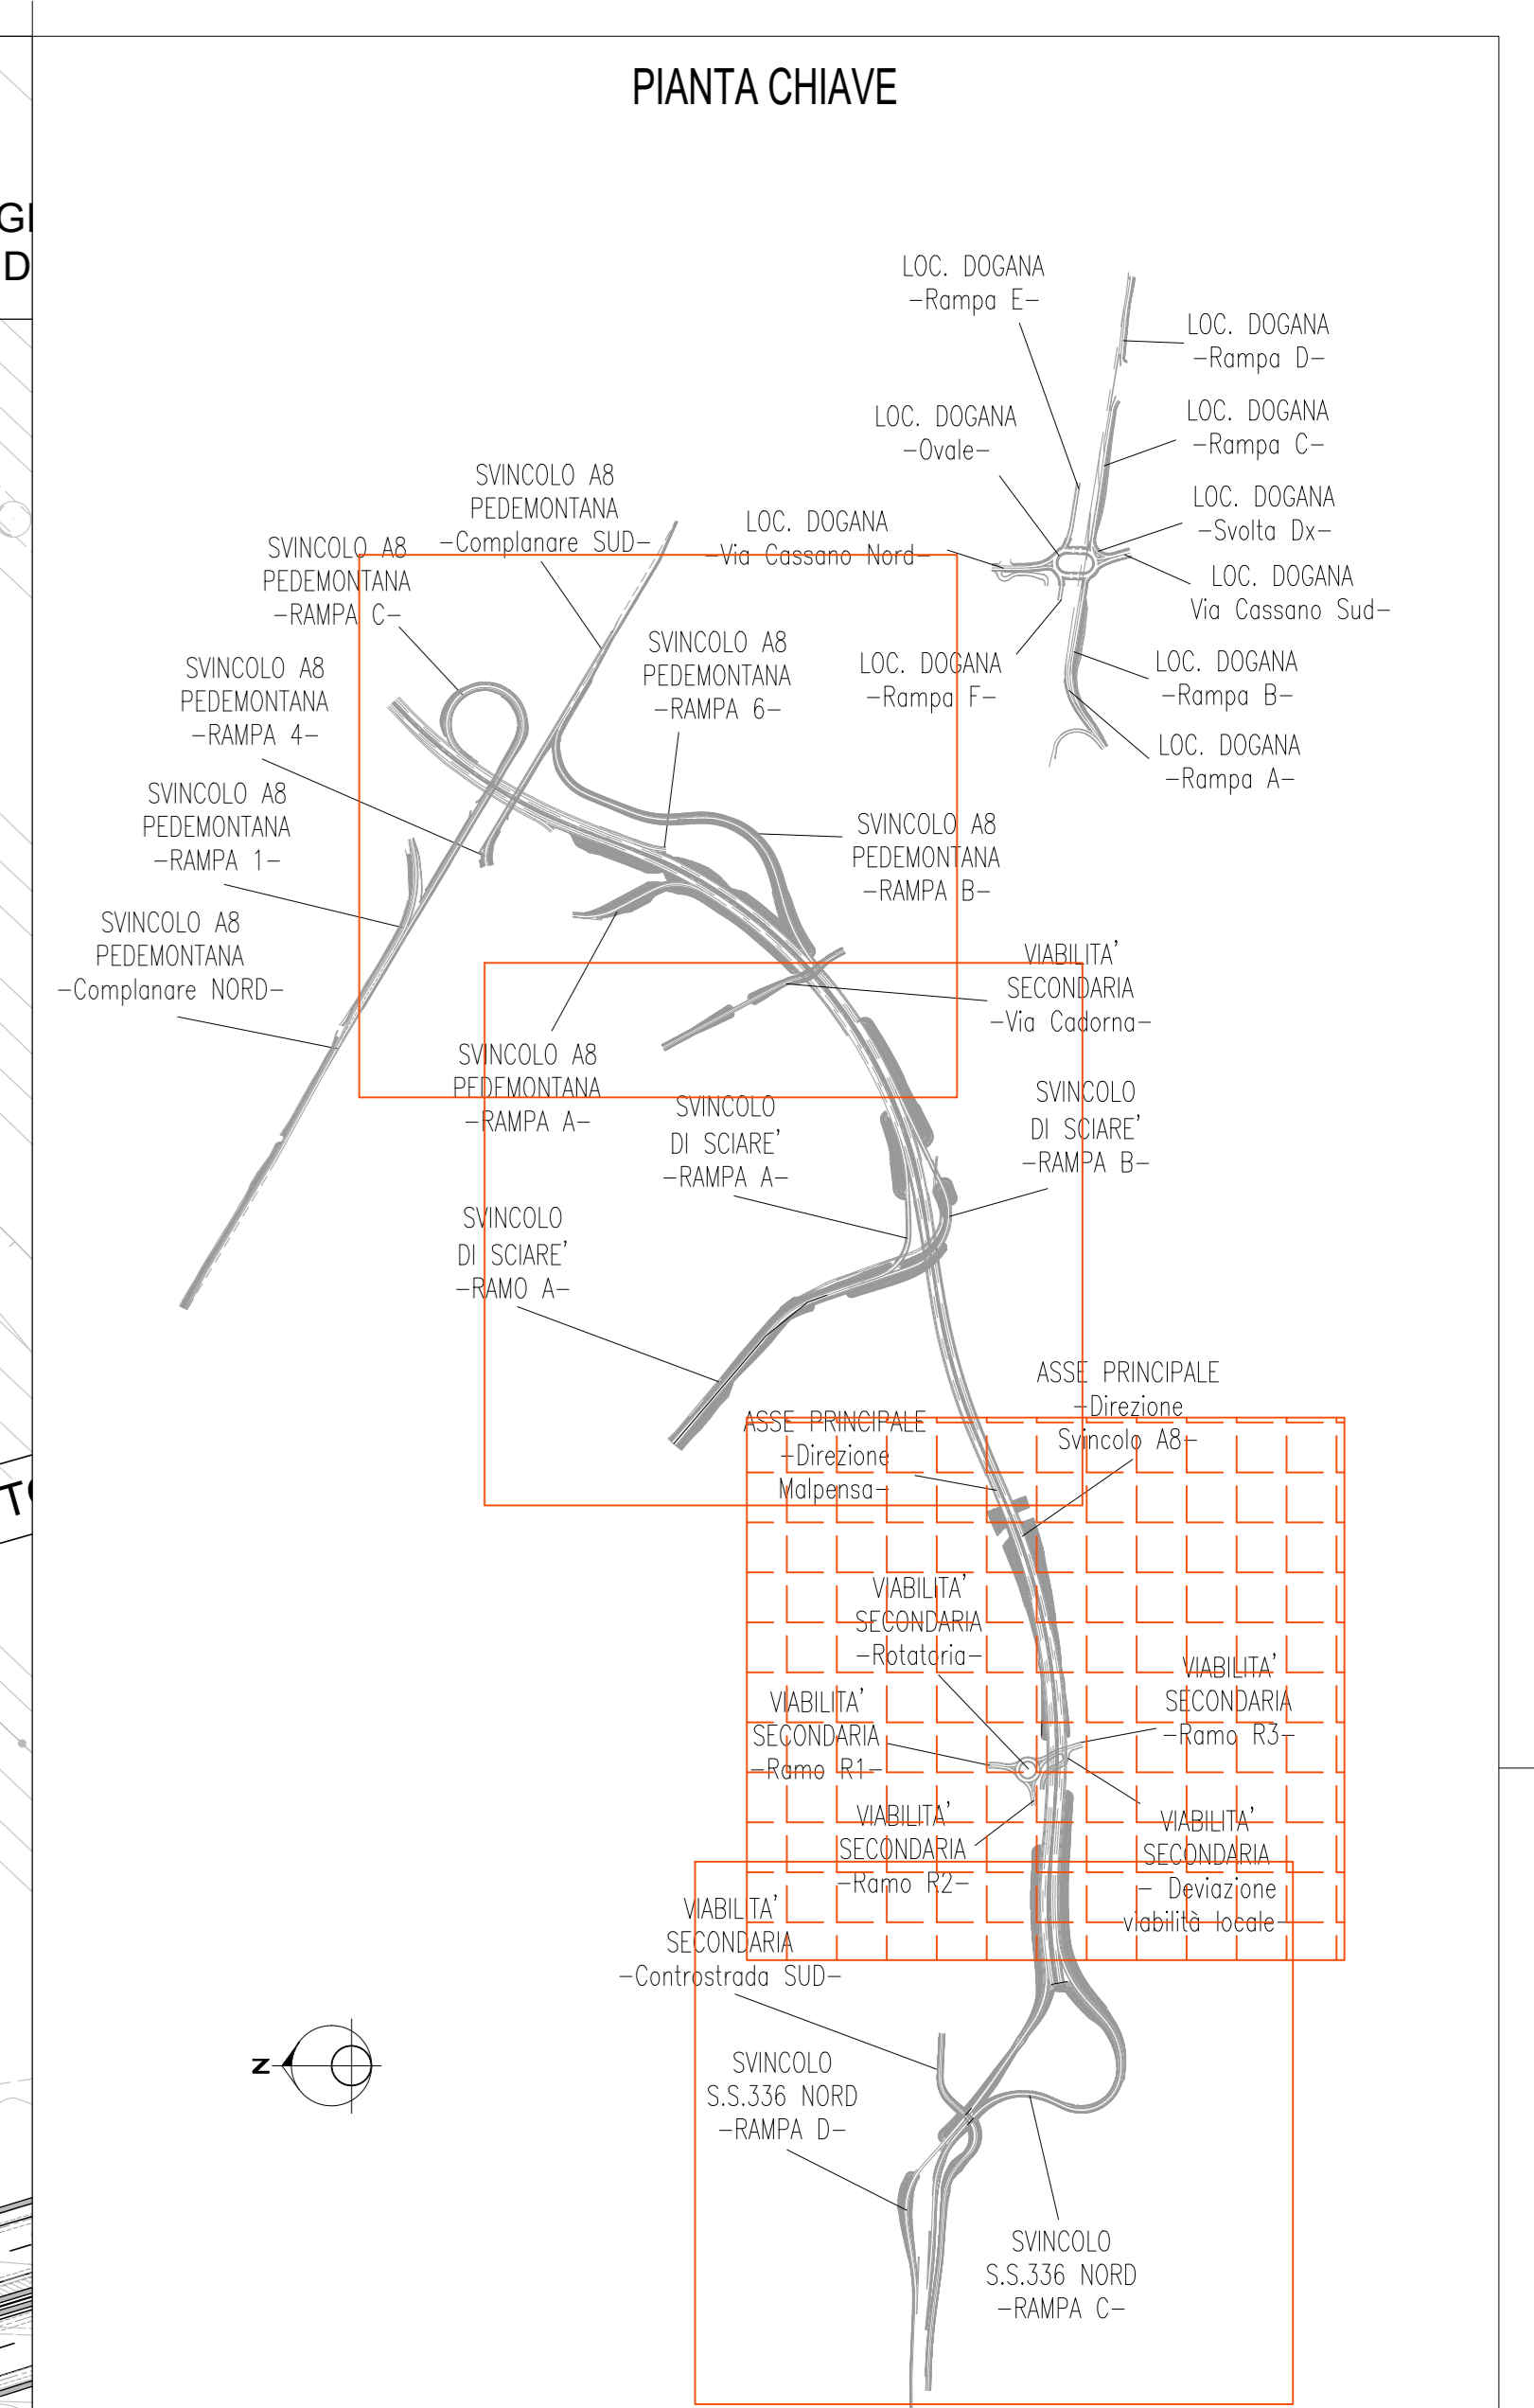 PIANTA CHIAVE
GI
D
LOC. DOGANA
-Rampa E-
LOC. DOGANA
-Rampa D-
LOC. DOGANA
-Ovale-
LOC. DOGANA
-Rampa C-
SVINCOLO A8
PEDEMONTANA
-Complanare SUD-
LOC. DOGANA
-Via Cassano Nord-
LOC. DOGANA
-Svolta Dx-
SVINCOLO A8
PEDEMONTANA
-RAMPA C-
LOC. DOGANA
Via Cassano Sud-
SVINCOLO A8
PEDEMONTANA
-RAMPA 4-
SVINCOLO A8
PEDEMONTANA
-RAMPA 6-
LOC. DOGANA
-Rampa F-
LOC. DOGANA
-Rampa B-
LOC. DOGANA
-Rampa A-
SVINCOLO A8
PEDEMONTANA
-RAMPA 1-
SVINCOLO A8
PEDEMONTANA
-RAMPA B-
SVINCOLO A8
PEDEMONTANA
-Complanare NORD-
VIABILITA'
SECONDARIA
-Via Cadorna-
SVINCOLO A8
PEDEMONTANA
-RAMPA A-
SVINCOLO
DI SCIARE'
-RAMPA A-
SVINCOLO
DI SCIARE'
-RAMPA B-
SVINCOLO
DI SCIARE'
-RAMO A-
ASSE PRINCIPALE
-Direzione
Svincolo A8-
ASSE PRINCIPALE
-Direzione
Malpensa-
VIABILITA'
SECONDARIA
-Rotatoria-
VIABILITA'
SECONDARIA
-Ramo R3-
VIABILITA'
SECONDARIA
-Ramo R1-
VIABILITA'
SECONDARIA
-Ramo R2-
VIABILITA'
SECONDARIA
- Deviazione
viabilità locale-
VIABILITA'
SECONDARIA
-Controstrada SUD-
N
SVINCOLO
S.S.336 NORD
-RAMPA D-
SVINCOLO
S.S.336 NORD
-RAMPA C-